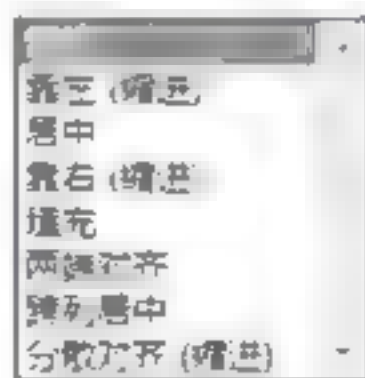 靠左 (缩进)
居中
靠右 (缩进
填充
两端对齐
跨列居中
分散对齐 (缩进)